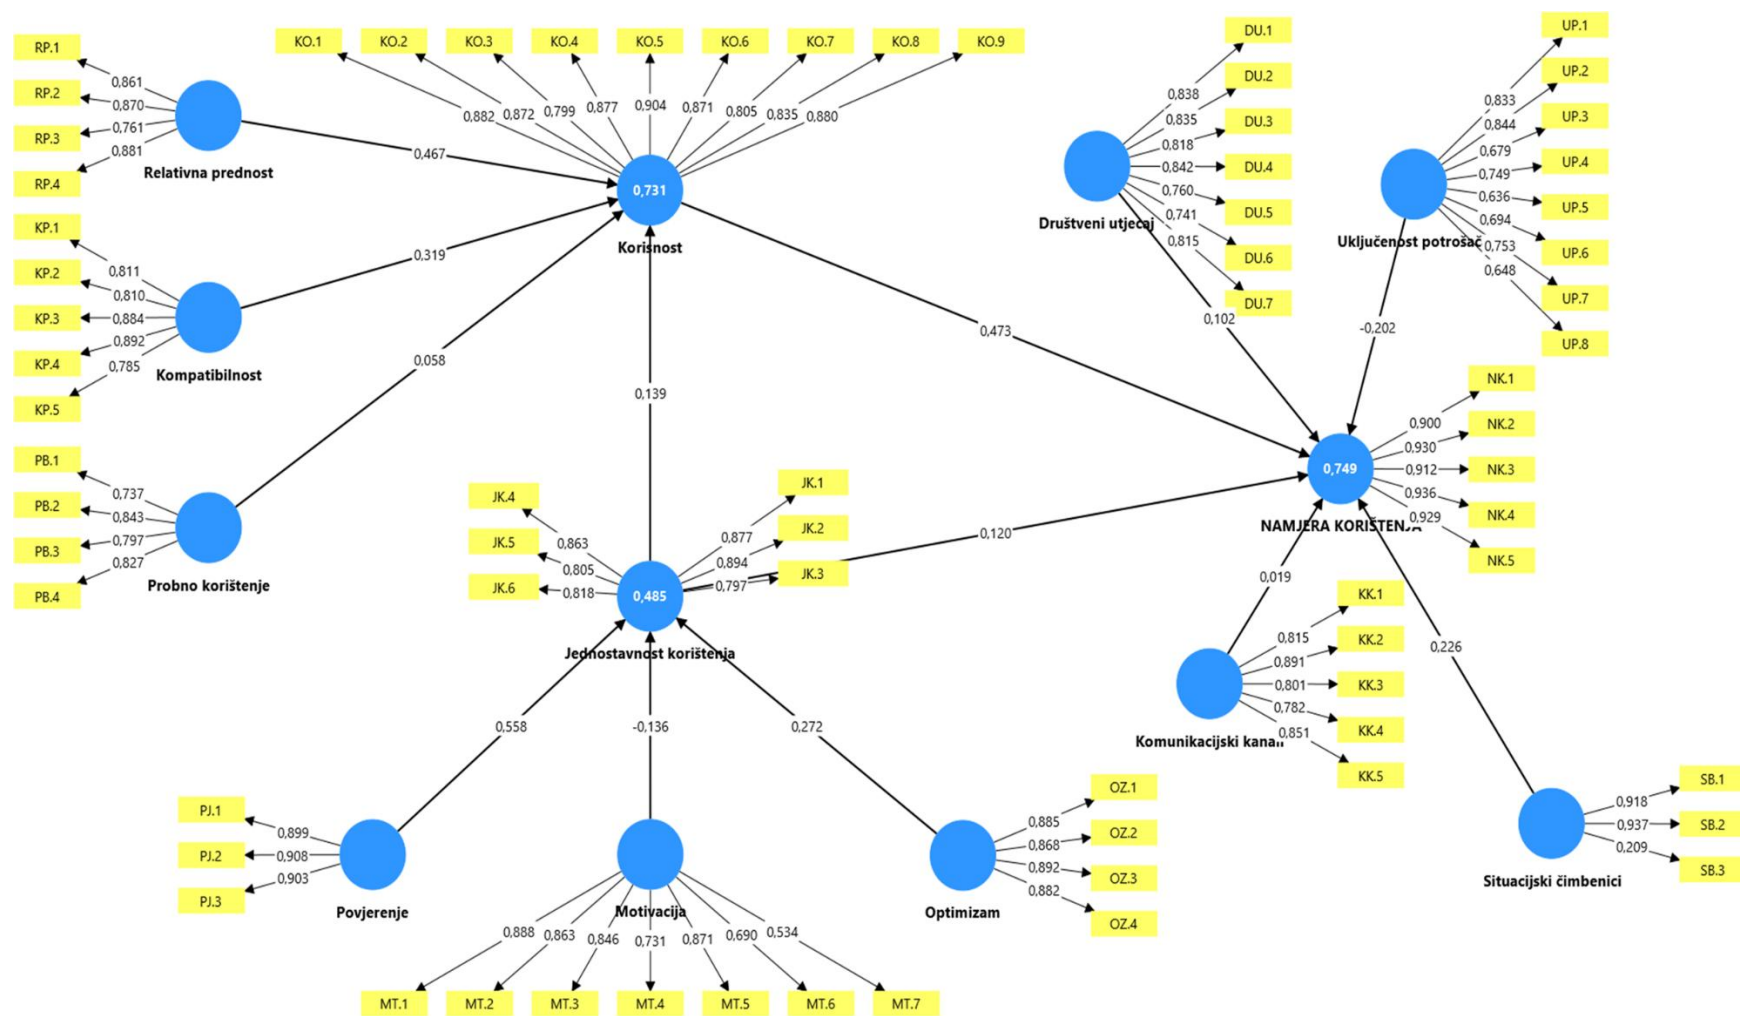 RP.1
RP.2
RP.3
RP.4
0,861
0,870
0,761
0,881
Relativna prednost
KO.1
KO.2
KO.3
KO.4
KO.5
KO.6
KO.7
KO.8
KO.9
0,882
0,872
0,799
0,877
0,904
0,871
0,805
0,835
0,880
0,467
0,731
Korisnost
KP.1
KP.2
KP.3
KP.4
KP.5
0,811
0,810
0,884
0,892
0,785
Kompatibilnost
0,319
0,058
0,139
0,473
PB.1
PB.2
PB.3
PB.4
0,737
0,843
0,797
0,827
Probno korištenje
DU.1
DU.2
DU.3
DU.4
DU.5
DU.6
DU.7
0,838
0,835
0,818
0,842
0,760
0,741
0,815
Društveni utjecaj
0,102
UP.1
UP.2
UP.3
UP.4
UP.5
UP.6
UP.7
UP.8
0,833
0,844
0,679
0,749
0,636
0,694
0,753
0,648
Uključenost potrošač
-0,202
NK.1
NK.2
NK.3
NK.4
NK.5
0,900
0,930
0,912
0,936
0,929
0,749
NAMJERA KORIŠTENJA
JK.4
JK.5
JK.6
0,863
0,805
0,818
JK.1
JK.2
JK.3
0,877
0,894
0,797
0,485
Jednostavnost korištenja
0,120
0,019
0,226
KK.1
KK.2
KK.3
KK.4
KK.5
0,815
0,891
0,801
0,782
0,851
Komunikacijski kanali
0,558
-0,136
0,272
PJ.1
PJ.2
PJ.3
0,899
0,908
0,903
Povjerenje
Motivacija
0,888
0,863
0,846
0,731
0,871
0,690
0,534
MT.1
MT.2
MT.3
MT.4
MT.5
MT.6
MT.7
OZ.1
OZ.2
OZ.3
OZ.4
0,885
0,868
0,892
0,882
Optimizam
SB.1
SB.2
SB.3
0,918
0,937
0,209
Situacijski čimbenici